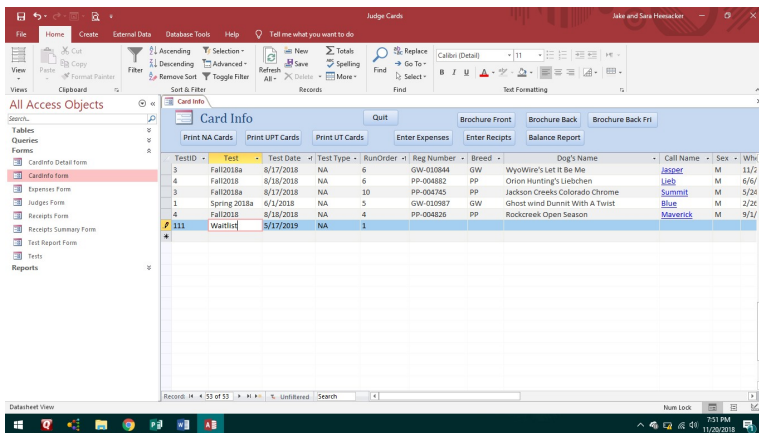 Judge Cards
Jake and Sara Heesacker
File Home Create External Data Database Tools Help Tell me what you want to do
View
Views
Paste
Cut
Copy
Format Painter
Clipboard
Filter
Ascending
Descending
Remove Sort
Selection
Advanced
Toggle Filter
Sort & Filter
Refresh All
New
Save
Delete
Totals
Spelling
More
Records
Find
Replace
Go To
Select
Find
Calibri (Detail) 11
B I U A
Text Formatting
All Access Objects
Search...
Tables
Queries
Forms
CardInfo Detail form
CardInfo form
Expenses Form
Judges Form
Receipts Form
Receipts Summary Form
Test Report Form
Tests
Reports
Card Info
Card Info
Quit Brochure Front Brochure Back Brochure Back Fri
Print NA Cards Print UPT Cards Print UT Cards Enter Expenses Enter Recipts Balance Report
TestID Test Test Date Test Type RunOrder Reg Number Breed Dog's Name Call Name Sex Whe
3 Fall2018a 8/17/2018 NA 6 GW-010844 GW WyoWire's Let It Be Me Jasper M 11/2
4 Fall2018 8/18/2018 NA 6 PP-004882 PP Orion Hunting's Liebchen Lieb M 6/6/
3 Fall2018a 8/17/2018 NA 10 PP-004745 PP Jackson Creeks Colorado Chrome Summit M 5/24
1 Spring 2018a 6/1/2018 NA 5 GW-010987 GW Ghost wind Dunnit With A Twist Blue M 2/26
4 Fall2018 8/18/2018 NA 4 PP-004826 PP Rockcreek Open Season Maverick M 9/1/
111 Waitlist 5/17/2019 NA 1
Record: 53 of 53 Unfiltered Search
Datasheet View
Num Lock
7:51 PM
11/20/2018